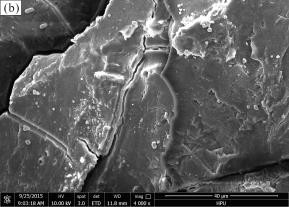 (b)
9/25/2015 HV spot det WD mag 40 µm
9:03:18 AM 10.00 kV 3.0 ETD 11.8 mm 4 000 x HPU